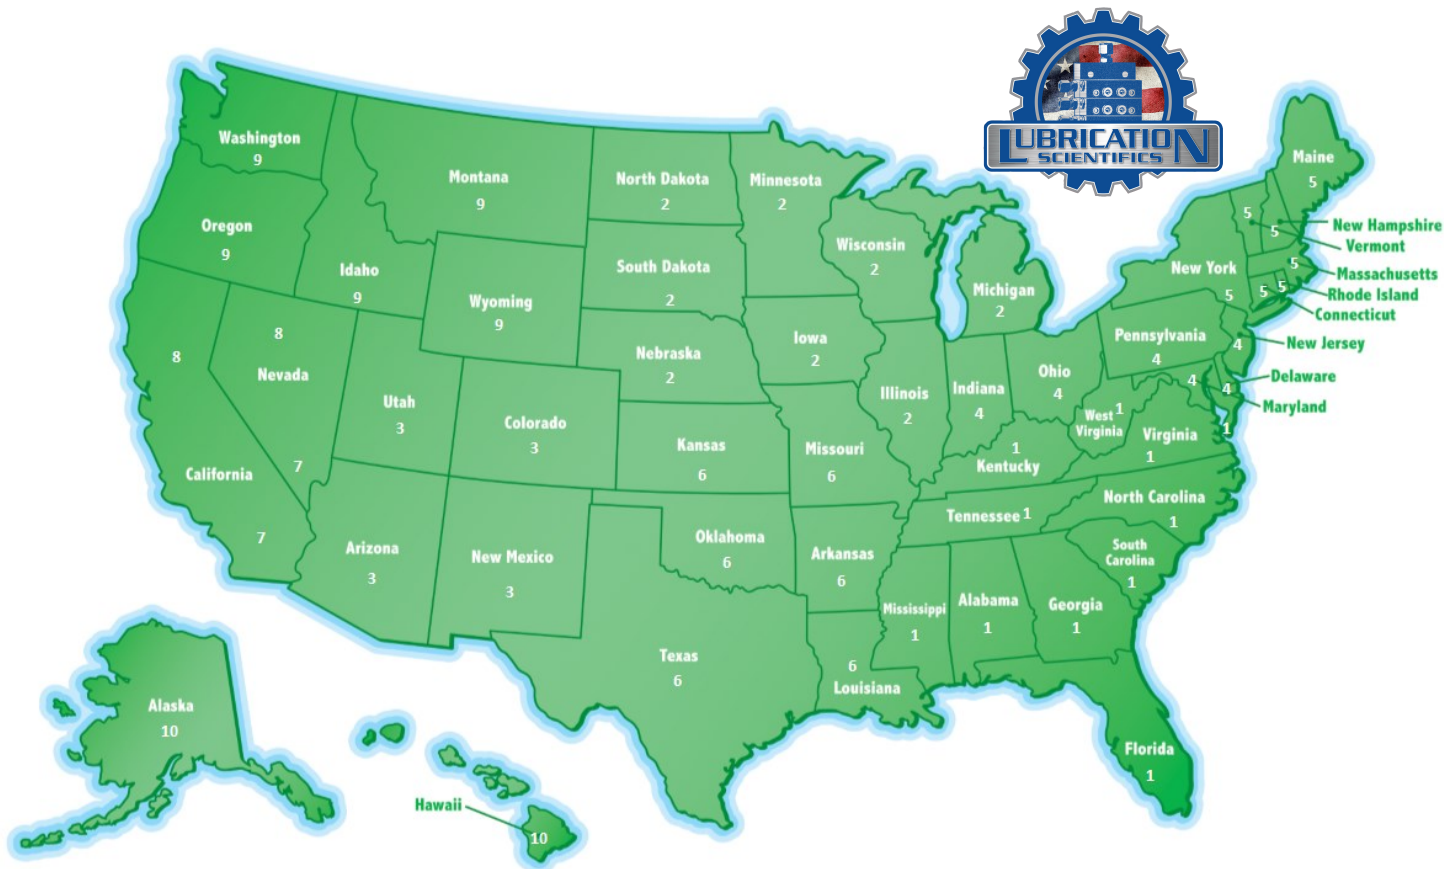 LUBRICATION
SCIENTIFICS
Washington
9
Oregon
9
Idaho
9
Montana
9
Wyoming
9
North Dakota
2
South Dakota
2
Nebraska
2
Minnesota
2
Wisconsin
2
Michigan
2
Iowa
2
Illinois
2
Indiana
4
Ohio
4
Pennsylvania
4
New York
5
Maine
5
5
5
New Hampshire
Vermont
5
Massachusetts
5
5
Rhode Island
Connecticut
4
New Jersey
4
4
Delaware
Maryland
1
8
Nevada
7
8
California
7
Utah
3
Colorado
3
Arizona
3
New Mexico
3
Kansas
6
Missouri
6
Oklahoma
6
Arkansas
6
Texas
6
6
Louisiana
1
Kentucky
West 1
Virginia
Virginia
1
Tennessee 1
North Carolina
1
South
Carolina
1
Mississippi
1
Alabama
1
Georgia
1
Florida
1
Alaska
10
Hawaii
10